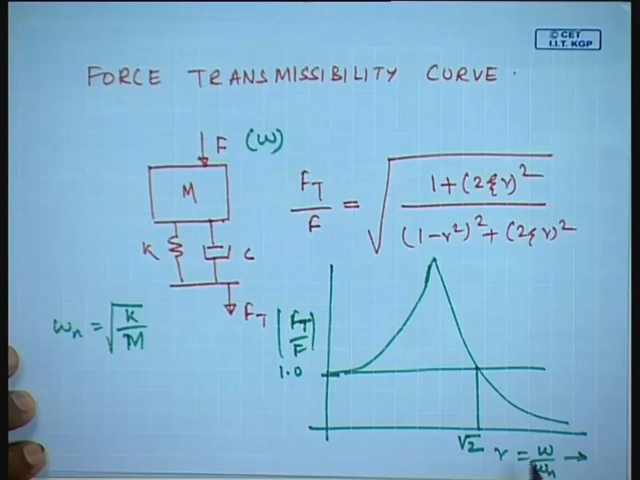 © CET
I.I.T. KGP
FORCE TRANSMISSIBILITY CURVE.
F (ω)
M
K
C
F_T
F_T/F = √(1+(2ξr)²/(1-r²)²+(2ξr)²)
ω_n = √(K/M)
|F_T/F|
1.0
√2
r = ω/ω_n →